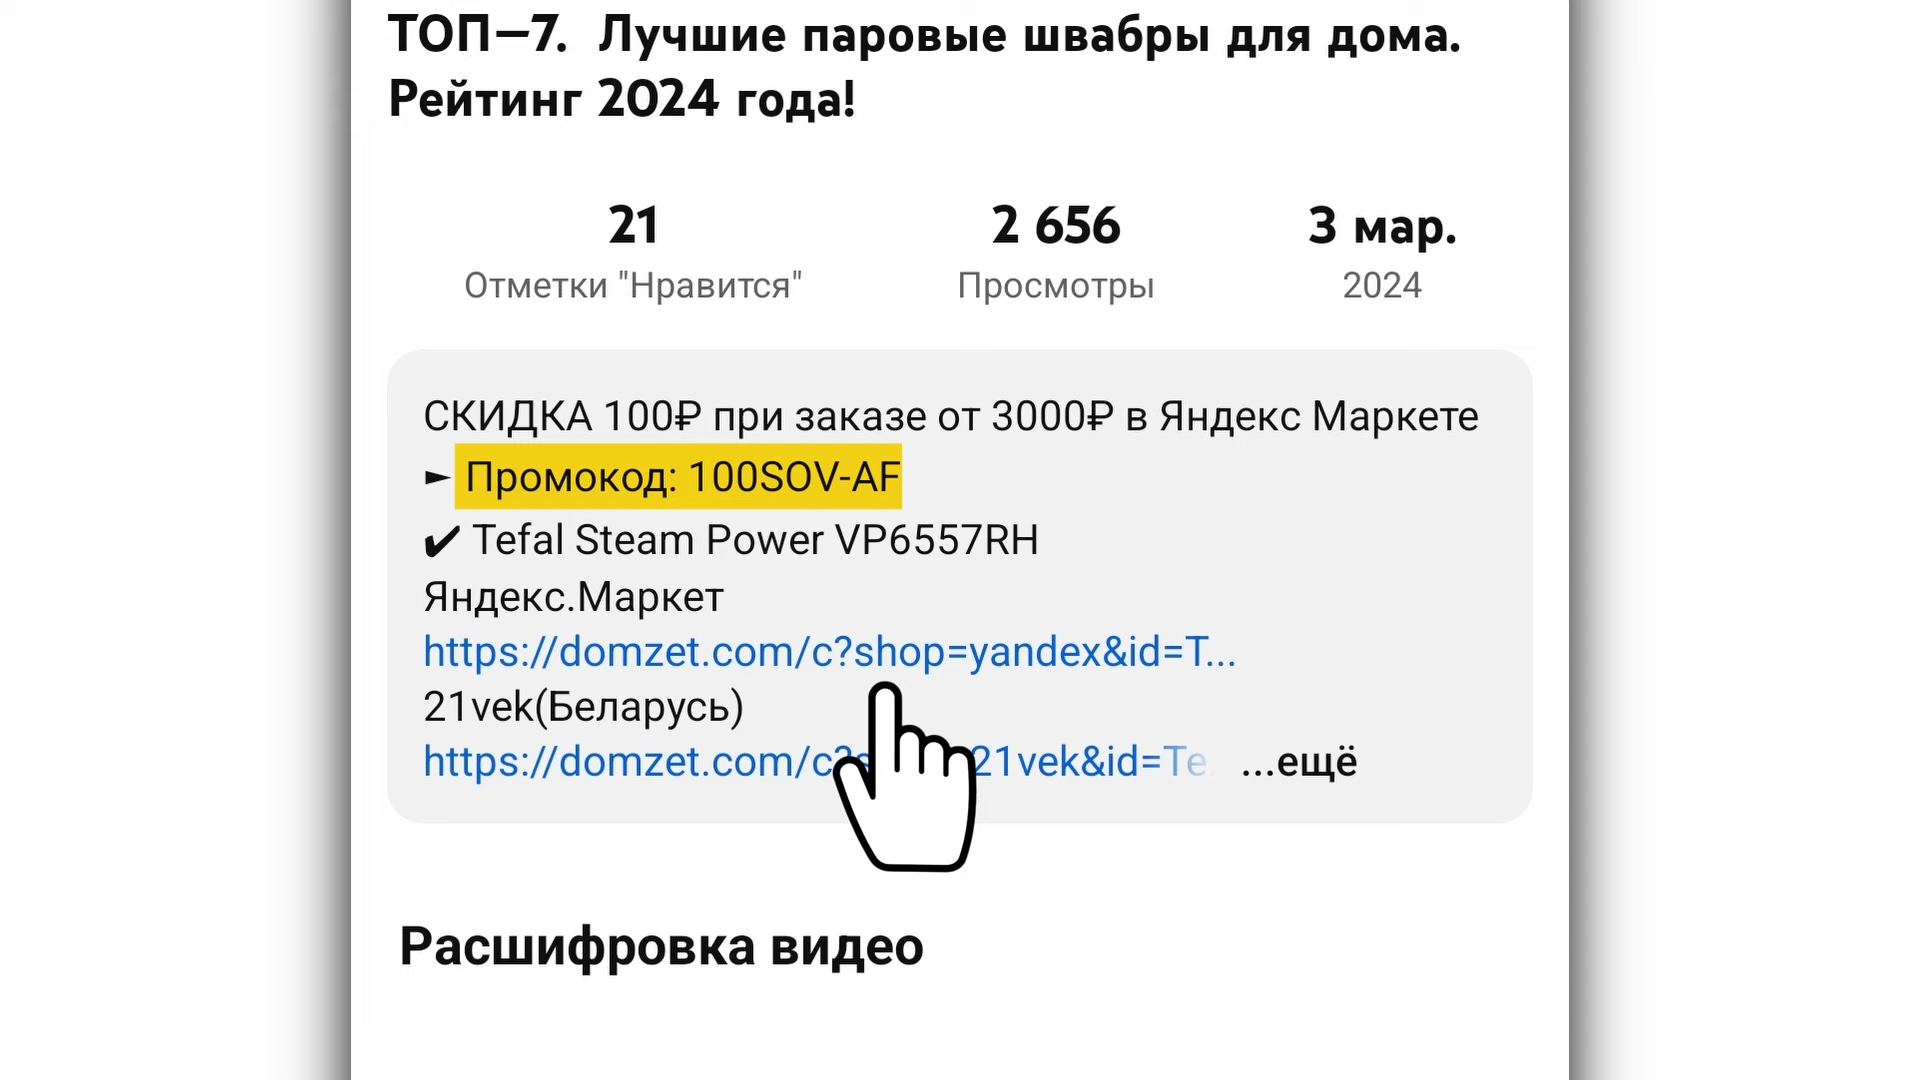 ТОП–7. Лучшие паровые швабры для дома.
Рейтинг 2024 года!
21 2 656 3 мар.
Отметки "Нравится" Просмотры 2024
СКИДКА 100₽ при заказе от 3000₽ в Яндекс Маркете
► Промокод: 100SOV-AF
✔ Tefal Steam Power VP6557RH
Яндекс.Маркет
https://domzet.com/c?shop=yandex&id=T...
21vek(Беларусь)
https://domzet.com/c?s 21vek&id=Te. ...ещё
Расшифровка видео